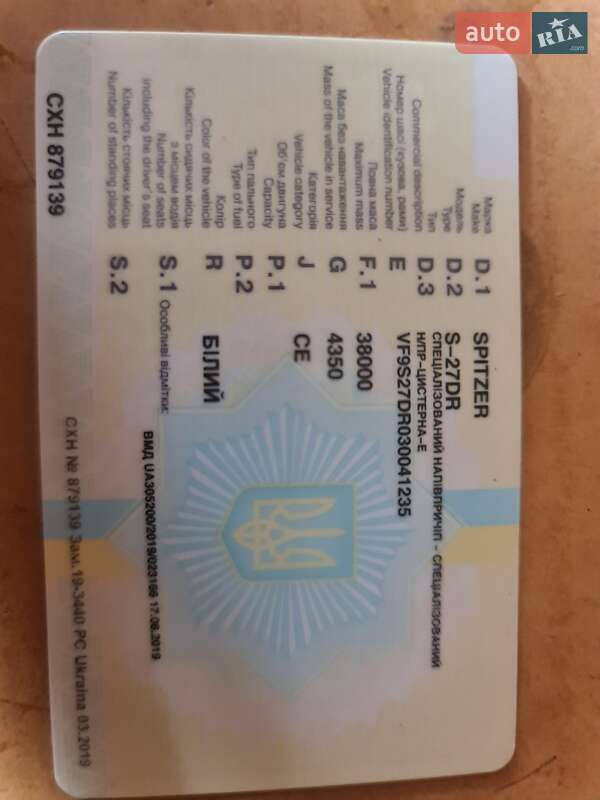 auto RIA.com
Марка
Make D.1 SPITZER
Модель
Type D.2 S-27DR
Тип
Commercial description D.3 СПЕЦІАЛІЗОВАНИЙ НАПІВПРИЧІП - СПЕЦІАЛІЗОВАНИЙ
Н/ПР-ЦИСТЕРНА-Е
Номер шасі (кузова, рами)
Vehicle identification number E VF9S27DR030041235
Повна маса
Maximum mass F.1 38000
Маса без навантаження
Mass of the vehicle in service G 4350
Категорія
Vehicle category J CE
Об'єм двигуна
Capacity P.1
Тип пального
Type of fuel P.2
Колір
Color of the vehicle R БІЛИЙ
Кількість сидячих місць
з місцем водія
Number of seats
including the driver's seat S.1 Особливі відмітки:
ВМД UA305200/2019/023166 17.06.2019
Кількість стоячих місць
Number of standing places S.2
СХН 879139
СХН № 879139 Зам.19-3440 РС Ukraina 03.2019